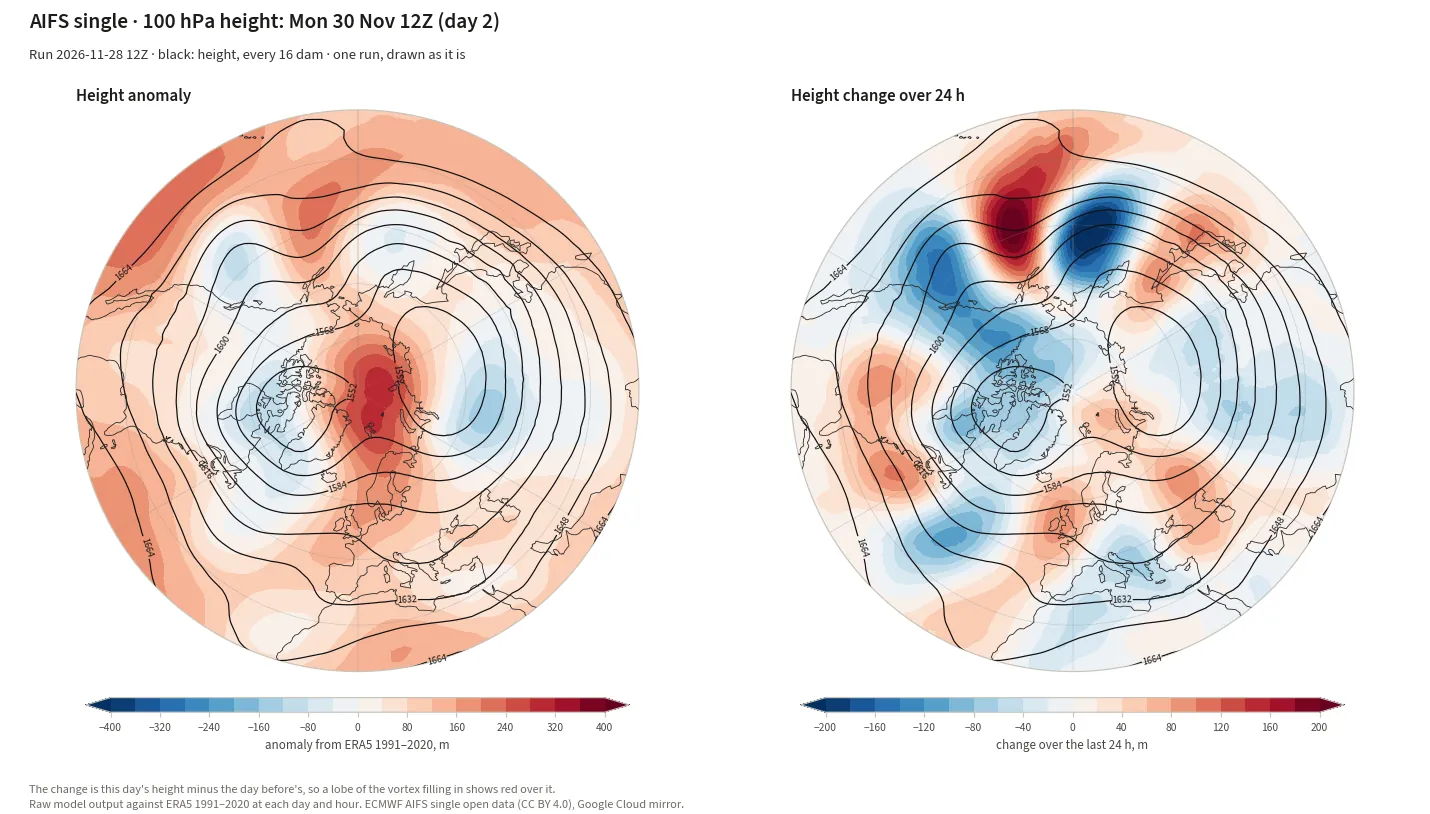 AIFS single · 100 hPa height: Mon 30 Nov 12Z (day 2)
Run 2026-11-28 12Z · black: height, every 16 dam · one run, drawn as it is
Height anomaly
Height change over 24 h
1664
1600
1568
1552
1552
1616
1584
1648
1664
1664
1632
1664
1664
1600
1568
1552
1552
1616
1584
1648
1664
1664
1632
1664
−400 −320 −240 −160 −80 0 80 160 240 320 400
anomaly from ERA5 1991–2020, m
−200 −160 −120 −80 −40 0 40 80 120 160 200
change over the last 24 h, m
The change is this day's height minus the day before's, so a lobe of the vortex filling in shows red over it.
Raw model output against ERA5 1991–2020 at each day and hour. ECMWF AIFS single open data (CC BY 4.0), Google Cloud mirror.